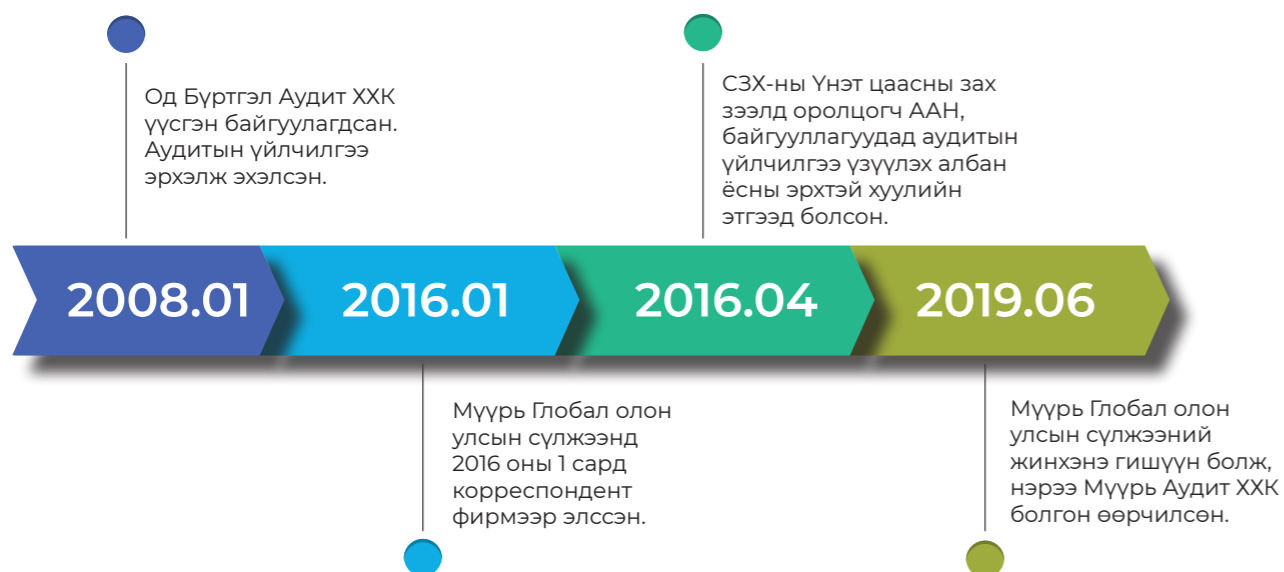 Од Бүртгэл Аудит ХХК
үүсгэн байгуулагдсан.
Аудитын үйлчилгээ
эрхэлж эхэлсэн.
СЗХ-ны Үнэт цаасны зах
зээлд оролцогч ААН,
байгууллагуудад аудитын
үйлчилгээ үзүүлэх албан
ёсны эрхтэй хуулийн
этгээд болсон.
2008.01
2016.01
2016.04
2019.06
Мүүрь Глобал олон
улсын сүлжээнд
2016 оны 1 сард
корреспондент
фирмээр элссэн.
Мүүрь Глобал олон
улсын сүлжээний
жинхэнэ гишүүн болж,
нэрээ Мүүрь Аудит ХХК
болгон өөрчилсөн.